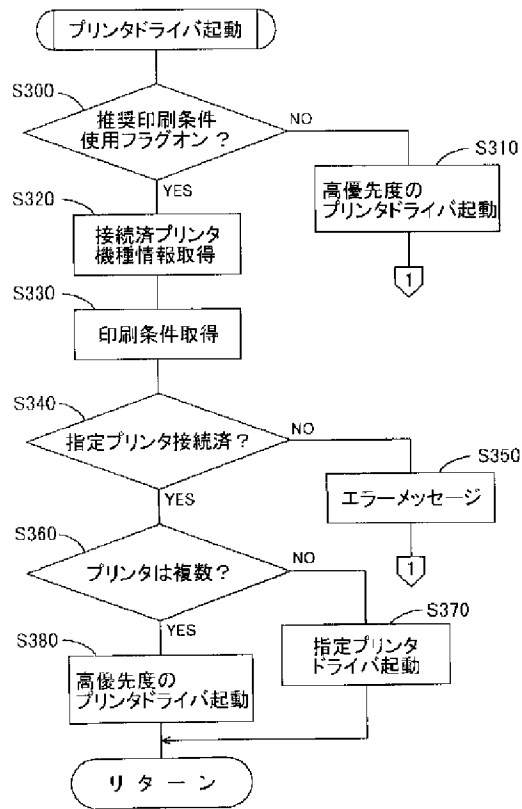 プリンタドライバ起動
S300
推奨印刷条件
使用フラグオン？
NO
YES
S310
高優先度の
プリンタドライバ起動
1
S320
接続済プリンタ
機種情報取得
S330
印刷条件取得
S340
指定プリンタ接続済？
NO
YES
S350
エラーメッセージ
1
S360
プリンタは複数？
NO
YES
S370
指定プリンタ
ドライバ起動
S380
高優先度の
プリンタドライバ起動
リターン